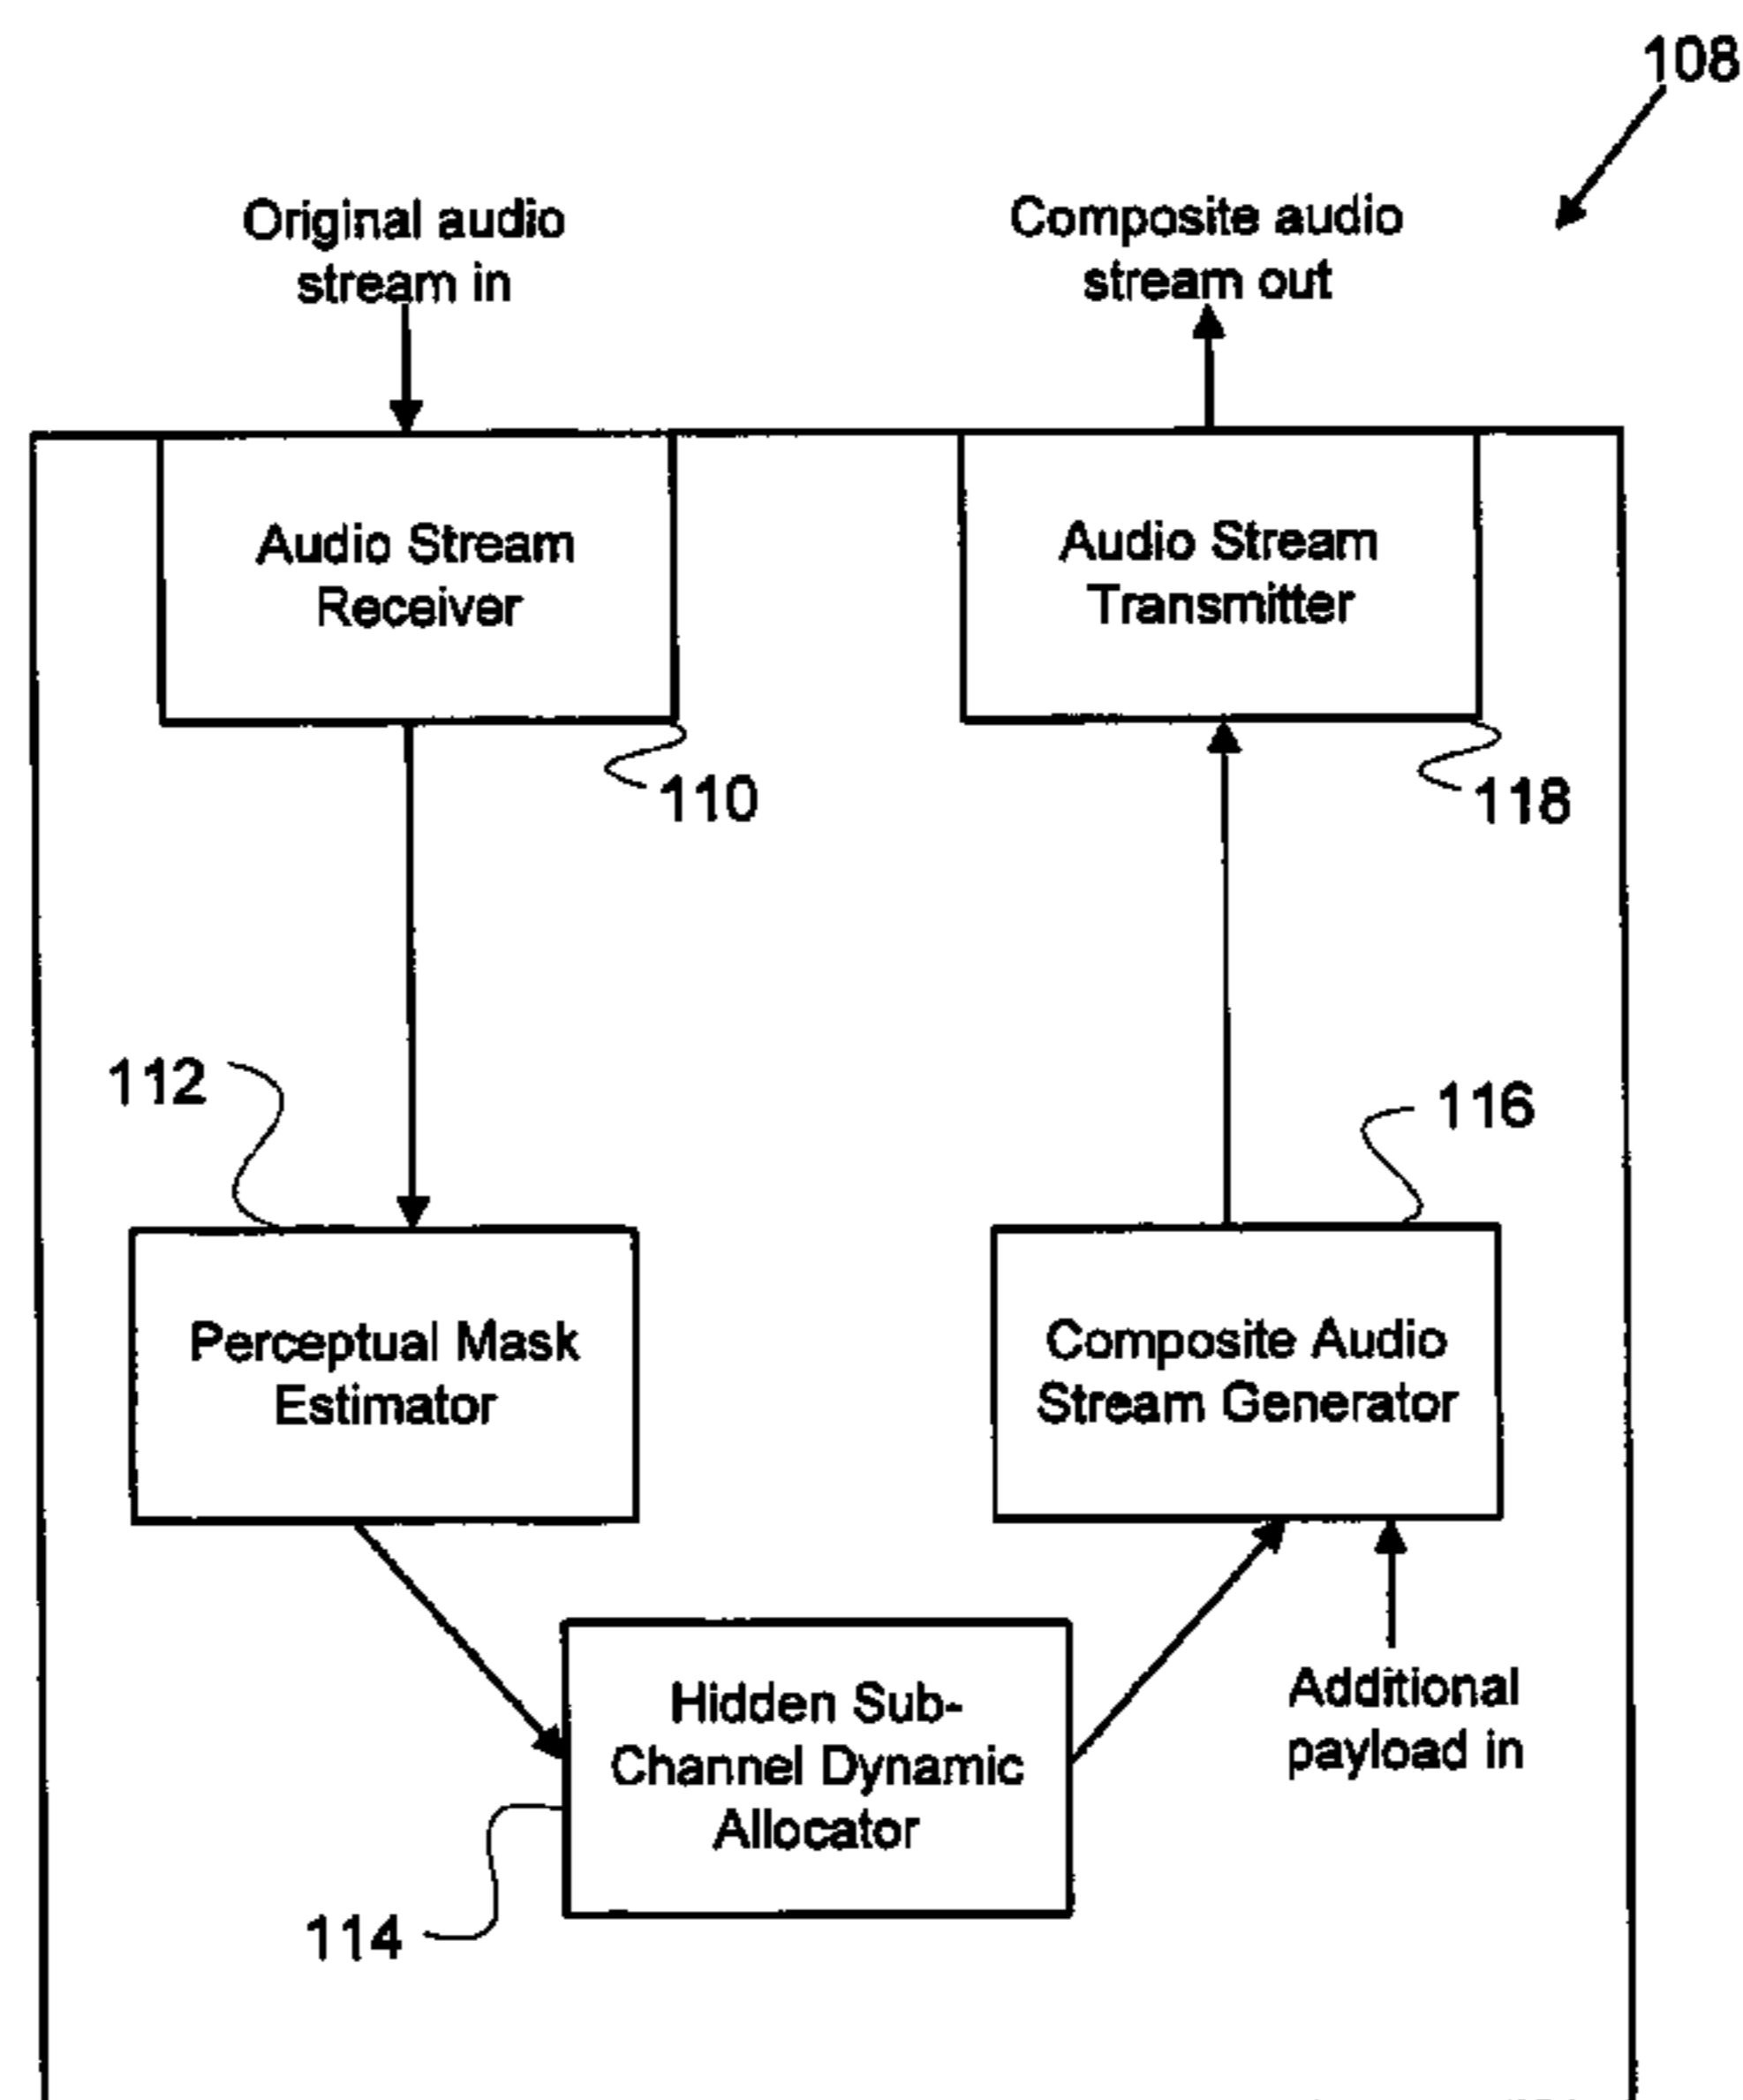 108
Original audio
stream in
Composite audio
stream out
Audio Stream
Receiver
Audio Stream
Transmitter
110
118
112
116
Perceptual Mask
Estimator
Composite Audio
Stream Generator
Hidden Sub-
Channel Dynamic
Allocator
Additional
payload in
114